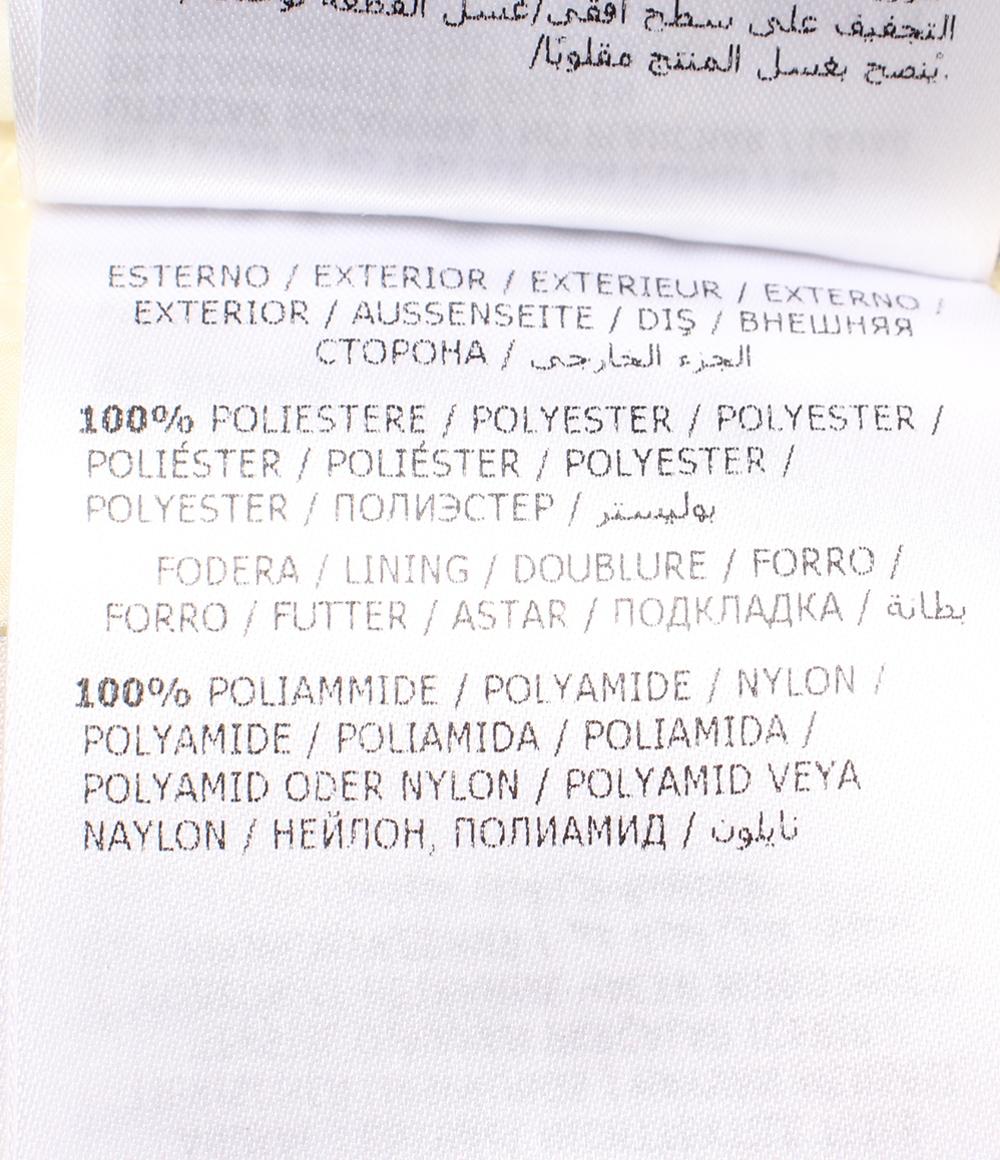 التجفيف على سطح أفقي/غسل القطعة
يُنصح بغسل المنتج مقلوبًا/.
ESTERNO / EXTERIOR / EXTERIEUR / EXTERNO /
EXTERIOR / AUSSENSEITE / DIŞ / ВНЕШНЯЯ
СТОРОНА / الجزء الخارجي
100% POLIESTERE / POLYESTER / POLYESTER /
POLIÉSTER / POLIÉSTER / POLYESTER /
POLYESTER / ПОЛИЭСТЕР / بوليستر
FODERA / LINING / DOUBLURE / FORRO /
FORRO / FUTTER / ASTAR / ПОДКЛАДКА / بطانة
100% POLIAMMIDE / POLYAMIDE / NYLON /
POLYAMIDE / POLIAMIDA / POLIAMIDA /
POLYAMID ODER NYLON / POLYAMID VEYA
NAYLON / НЕЙЛОН, ПОЛИАМИД / نايلون